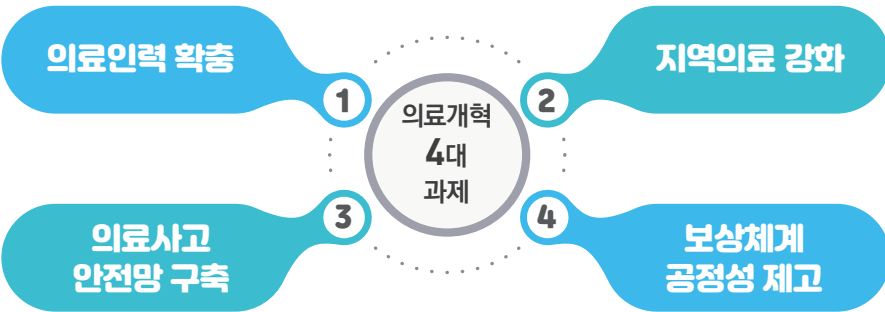 의료인력 확충
1
지역의료 강화
2
의료개혁
4대
과제
3
의료사고
안전망 구축
4
보상체계
공정성 제고